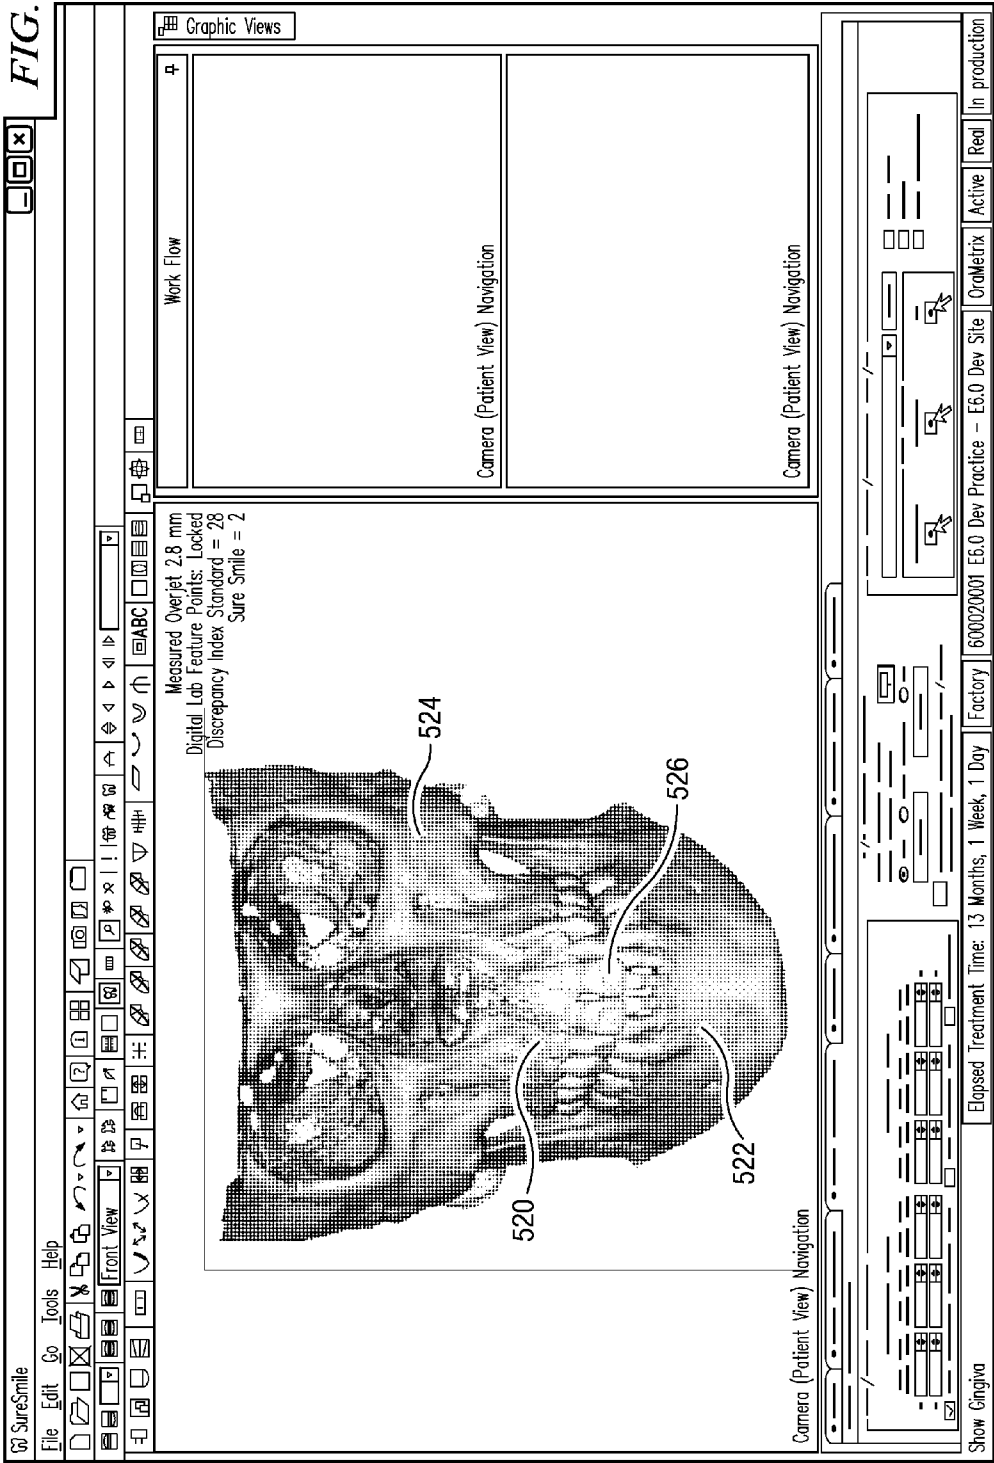 FIG.
SureSmile
File Edit Go Tools Help
Front View
ABC
Graphic Views
Measured Overjet 2.8 mm
Digital Lab Feature Points: Locked
Discrepancy Index Standard = 28
Sure Smile = 2
Work Flow
524
526
520
522
Camera (Patient View) Navigation
Camera (Patient View) Navigation
Camera (Patient View) Navigation
Show Gingiva
Elapsed Treatment Time: 13 Months, 1 Week, 1 Day
Factory
600020001 E6.0 Dev Practice - E6.0 Dev Site
OraMetrix
Active
Real
In production